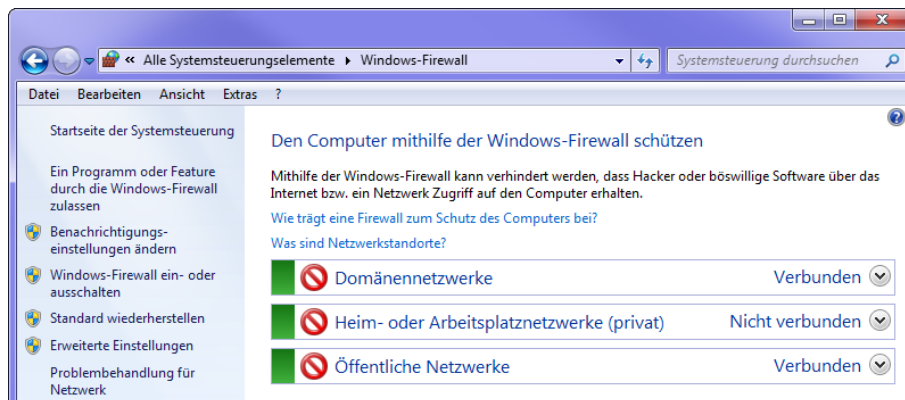 « Alle Systemsteuerungselemente Windows-Firewall
Systemsteuerung durchsuchen
Datei Bearbeiten Ansicht Extras ?
Startseite der Systemsteuerung
Ein Programm oder Feature
durch die Windows-Firewall
zulassen
Benachrichtigungs-
einstellungen ändern
Windows-Firewall ein- oder
ausschalten
Standard wiederherstellen
Erweiterte Einstellungen
Problembehandlung für
Netzwerk
?
Den Computer mithilfe der Windows-Firewall schützen
Mithilfe der Windows-Firewall kann verhindert werden, dass Hacker oder böswillige Software über das
Internet bzw. ein Netzwerk Zugriff auf den Computer erhalten.
Wie trägt eine Firewall zum Schutz des Computers bei?
Was sind Netzwerkstandorte?
Domänennetzwerke Verbunden
Heim- oder Arbeitsplatznetzwerke (privat) Nicht verbunden
Öffentliche Netzwerke Verbunden